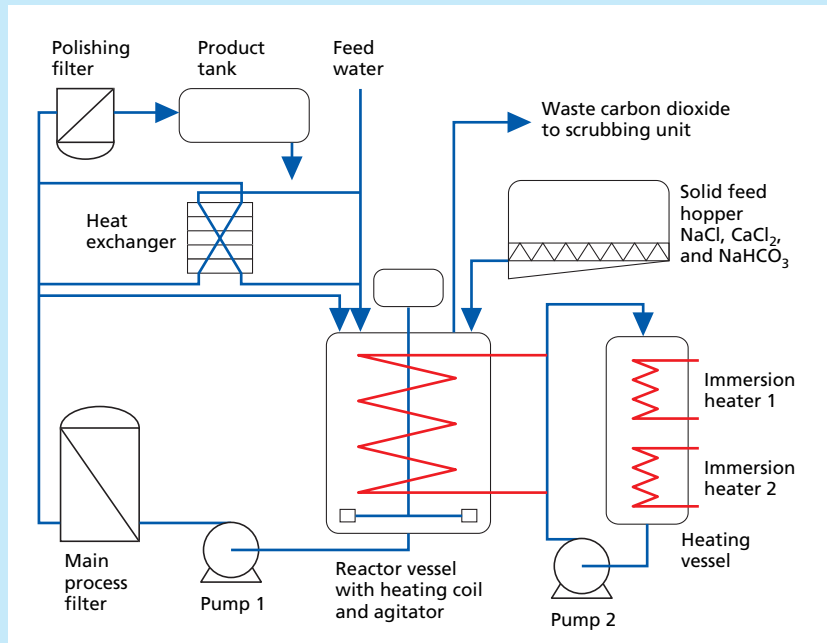 Polishing
filter
Product
tank
Feed
water
Waste carbon dioxide
to scrubbing unit
Solid feed
hopper
NaCl, CaCl₂,
and NaHCO₃
Heat
exchanger
Immersion
heater 1
Immersion
heater 2
Heating
vessel
Main
process
filter
Pump 1
Reactor vessel
with heating coil
and agitator
Pump 2